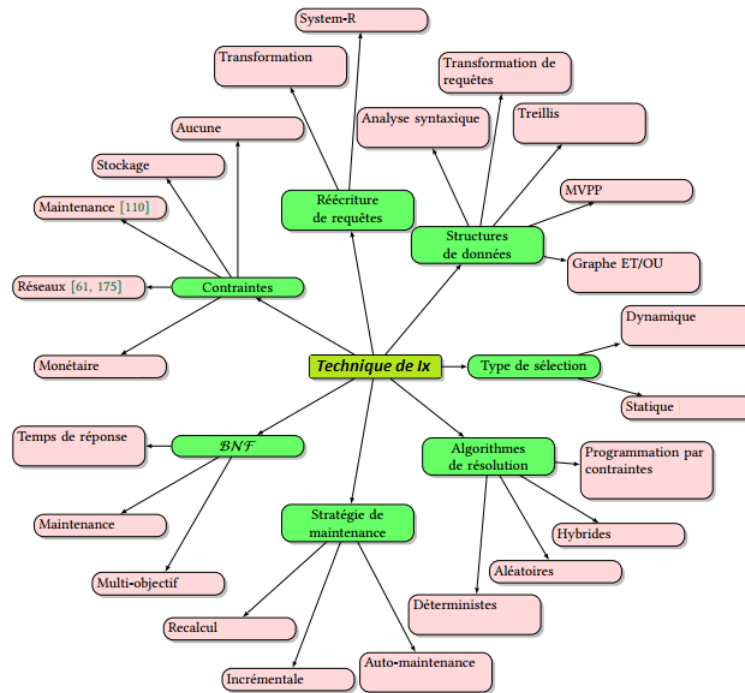 System-R
Transformation
Transformation de
requêtes
Analyse syntaxique
Treillis
Aucune
Stockage
Maintenance [110]
Réécriture
de requêtes
MVPP
Structures
de données
Graphe ET/OU
Réseaux [61, 175]
Contraintes
Dynamique
Monétaire
Technique de Ix
Type de sélection
Statique
Temps de réponse
BNF
Algorithmes
de résolution
Programmation par
contraintes
Maintenance
Stratégie de
maintenance
Hybrides
Multi-objectif
Aléatoires
Déterministes
Recalcul
Auto-maintenance
Incrémentale